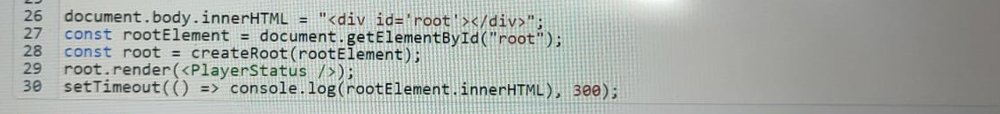 26 document.body.innerHTML = "<div id='root'></div>";
27 const rootElement = document.getElementById("root");
28 const root = createRoot(rootElement);
29 root.render(<PlayerStatus />);
30 setTimeout(() => console.log(rootElement.innerHTML), 300);